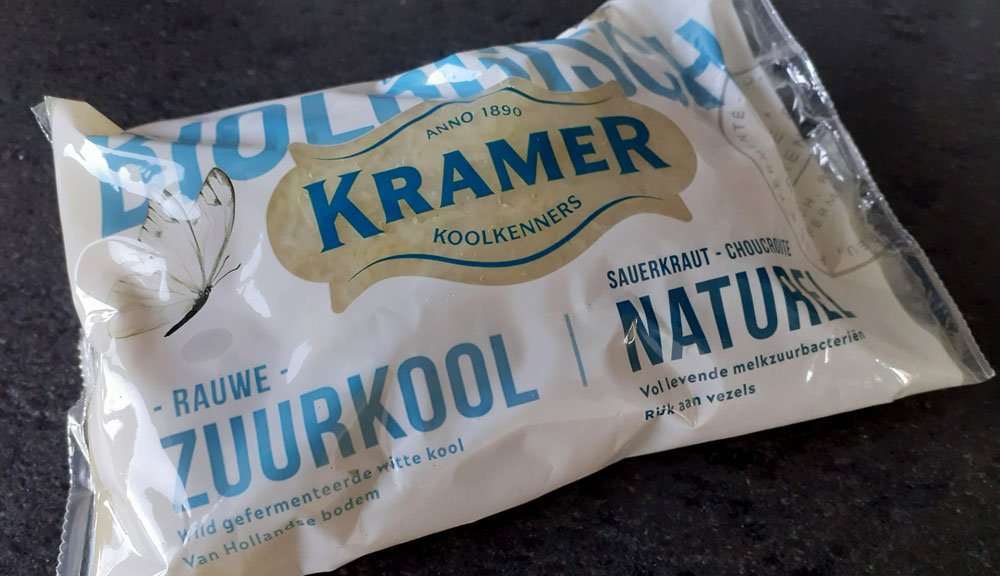 BIOLOGISCH
ANNO 1890
KRAMER
KOOLKENNERS
- RAUWE -
ZUURKOOL
Wild gefermenteerde witte kool
Van Hollandse bodem
SAUERKRAUT - CHOUCROUTE
NATUREL
Vol levende melkzuurbacteriën
Rijk aan vezels